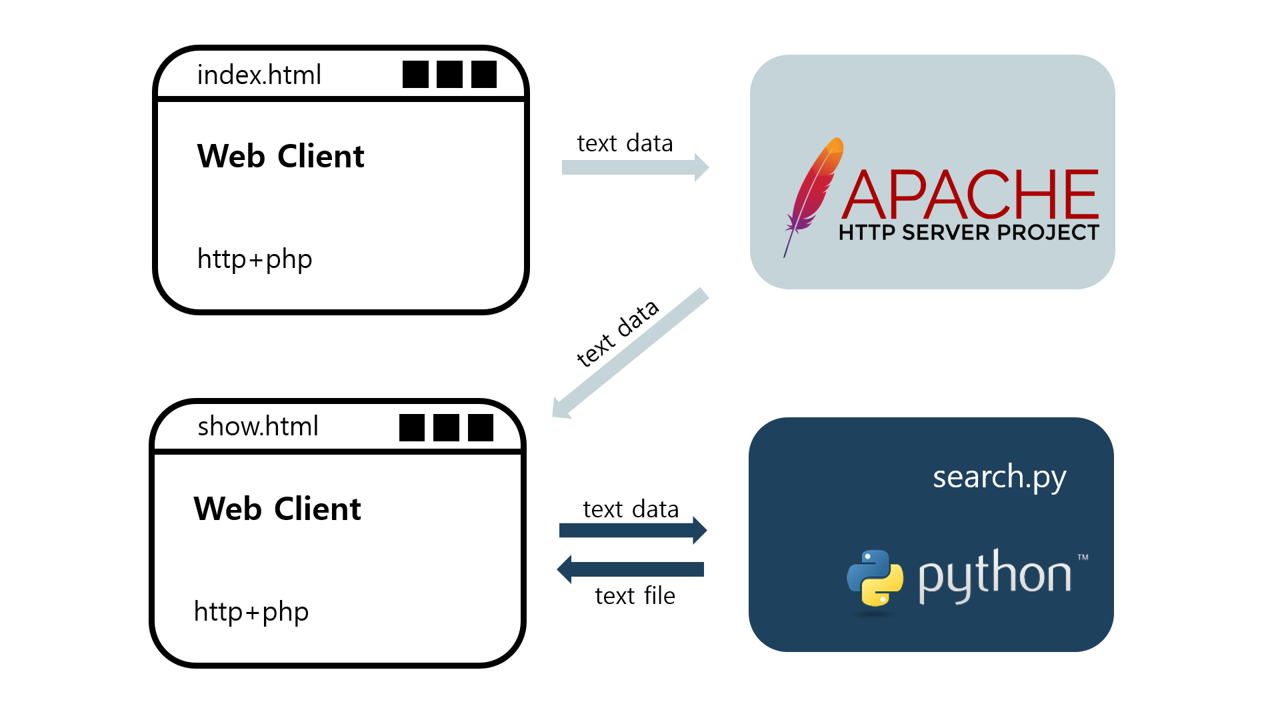 index.html
Web Client
http+php
text data
APACHE
HTTP SERVER PROJECT
text data
show.html
Web Client
http+php
text data
text file
search.py
python™